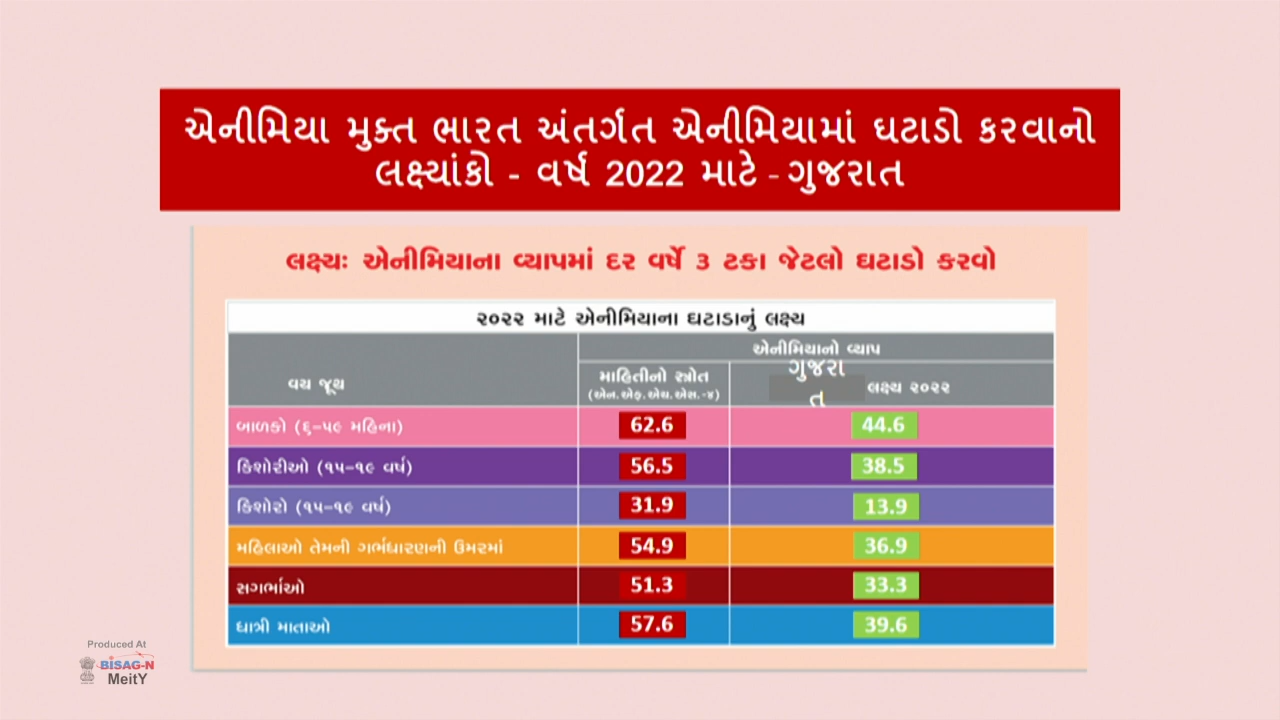 એનીમિયા મુક્ત ભારત અંતર્ગત એનીમિયામાં ઘટાડો કરવાનો
લક્ષ્યાંકો - વર્ષ 2022 માટે - ગુજરાત
લક્ષ્યઃ એનીમિયાના વ્યાપમાં દર વર્ષે ૩ ટકા જેટલો ઘટાડો કરવો
૨૦૨૨ માટે એનીમિયાના ઘટાડાનું લક્ષ્ય
એનીમિયાનો વ્યાપ
વય જૂથ
માહિતીનો સ્ત્રોત
(એન.એફ.એચ.એસ.-૪)
ગુજરા
ત
લક્ષ્ય ૨૦૨૨
બાળકો (૬–૫૯ મહિના) 62.6 44.6
કિશોરીઓ (૧૫–૧૯ વર્ષ) 56.5 38.5
કિશોરો (૧૫–૧૯ વર્ષ) 31.9 13.9
મહિલાઓ તેમની ગર્ભધારણની ઉંમરમાં 54.9 36.9
સગર્ભાઓ 51.3 33.3
ધાત્રી માતાઓ 57.6 39.6
Produced At
BISAG-N
MeitY